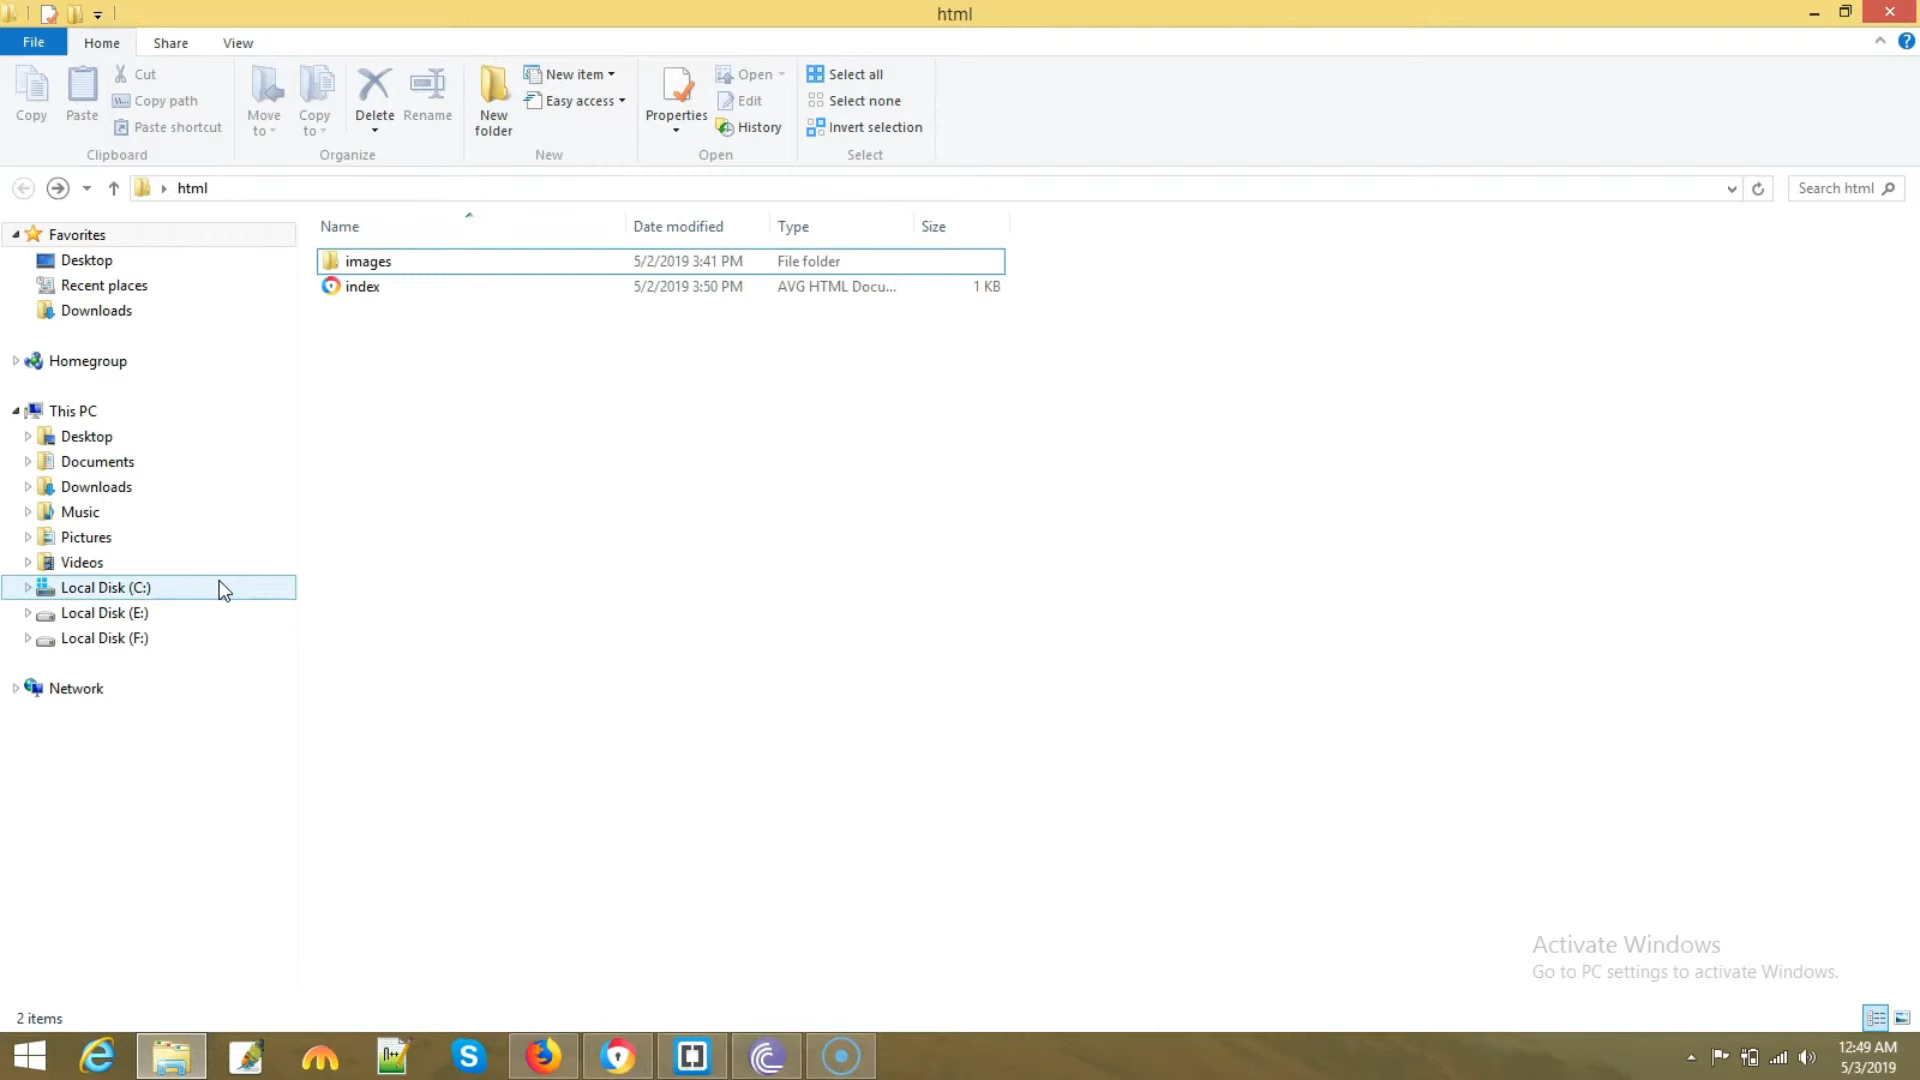 html
File Home Share View
Copy
Paste
Cut
Copy path
Paste shortcut
Clipboard
Move to
Copy to
Delete
Rename
Organize
New folder
New item
Easy access
New
Properties
Open
Edit
History
Open
Select all
Select none
Invert selection
Select
html
Search html
Name Date modified Type Size
images 5/2/2019 3:41 PM File folder
index 5/2/2019 3:50 PM AVG HTML Docu... 1 KB
Favorites
Desktop
Recent places
Downloads
Homegroup
This PC
Desktop
Documents
Downloads
Music
Pictures
Videos
Local Disk (C:)
Local Disk (E:)
Local Disk (F:)
Network
Activate Windows
Go to PC settings to activate Windows.
2 items
12:49 AM
5/3/2019